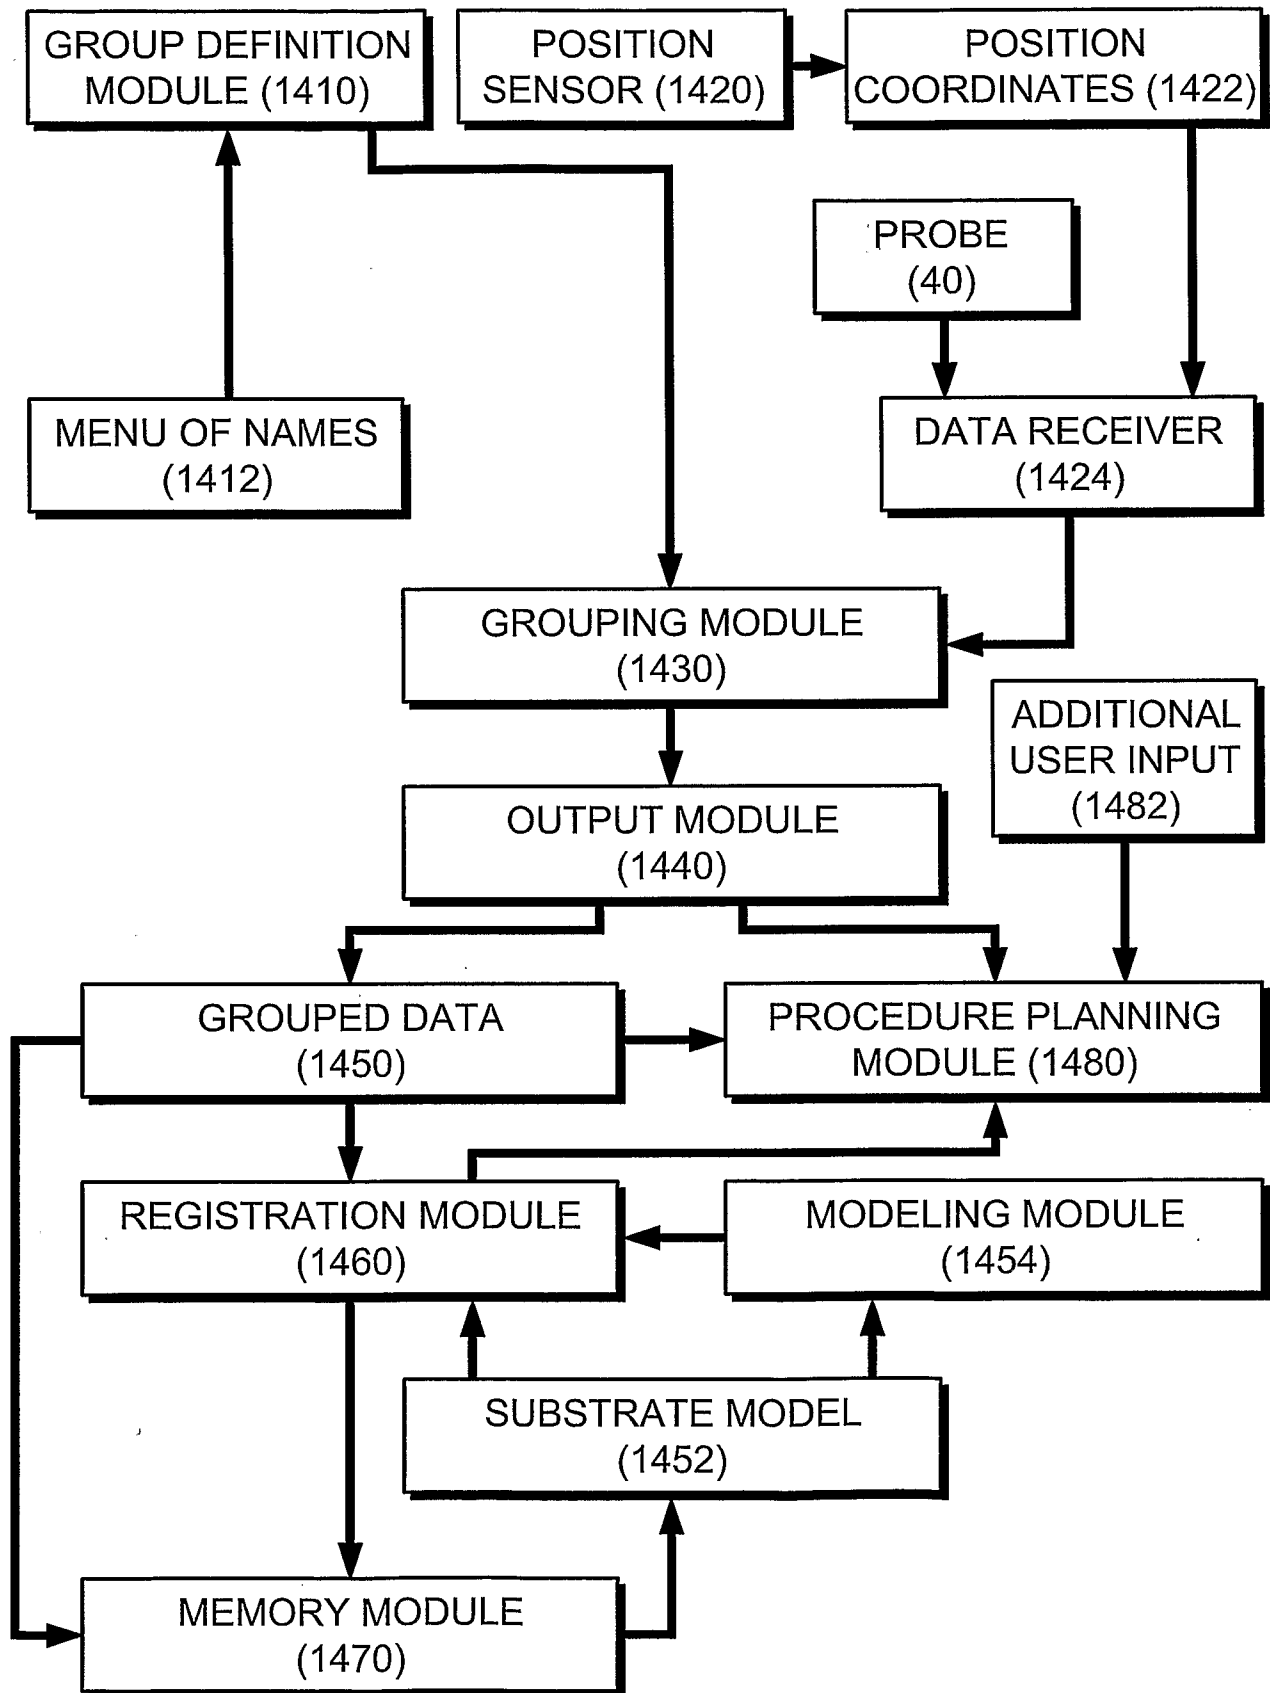 GROUP DEFINITION
MODULE (1410)
POSITION
SENSOR (1420)
POSITION
COORDINATES (1422)
PROBE
(40)
MENU OF NAMES
(1412)
DATA RECEIVER
(1424)
GROUPING MODULE
(1430)
ADDITIONAL
USER INPUT
(1482)
OUTPUT MODULE
(1440)
GROUPED DATA
(1450)
PROCEDURE PLANNING
MODULE (1480)
REGISTRATION MODULE
(1460)
MODELING MODULE
(1454)
SUBSTRATE MODEL
(1452)
MEMORY MODULE
(1470)